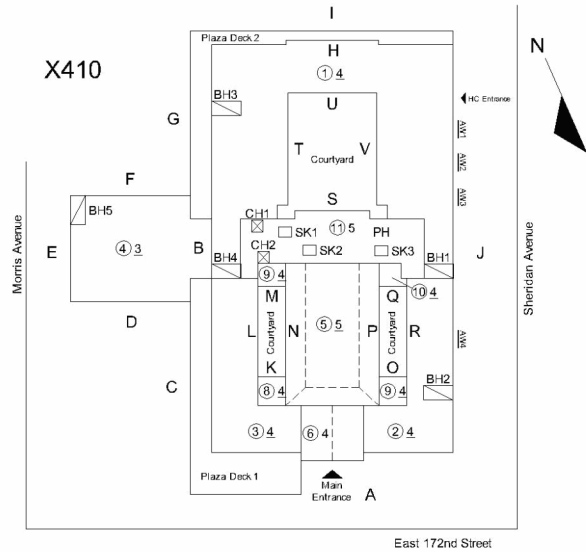 I
Plaza Deck 2
N
X410
H
① 4
HC Entrance
BH3
U
G
AW1
T Courtyard V
AW2
F
AW3
CH1
S
BH5
SK1
⑪ 5
PH
Morris Avenue
E
④ 3
B
CH2
SK2
SK3
J
Sheridan Avenue
BH4
⑨ 4
BH1
⑩ 4
M
Q
D
L
Courtyard
N
⑤ 5
P
Courtyard
R
AW4
K
O
C
⑧ 4
⑨ 4
BH2
③ 4
⑥ 4
② 4
Plaza Deck 1
Main
Entrance
A
East 172nd Street